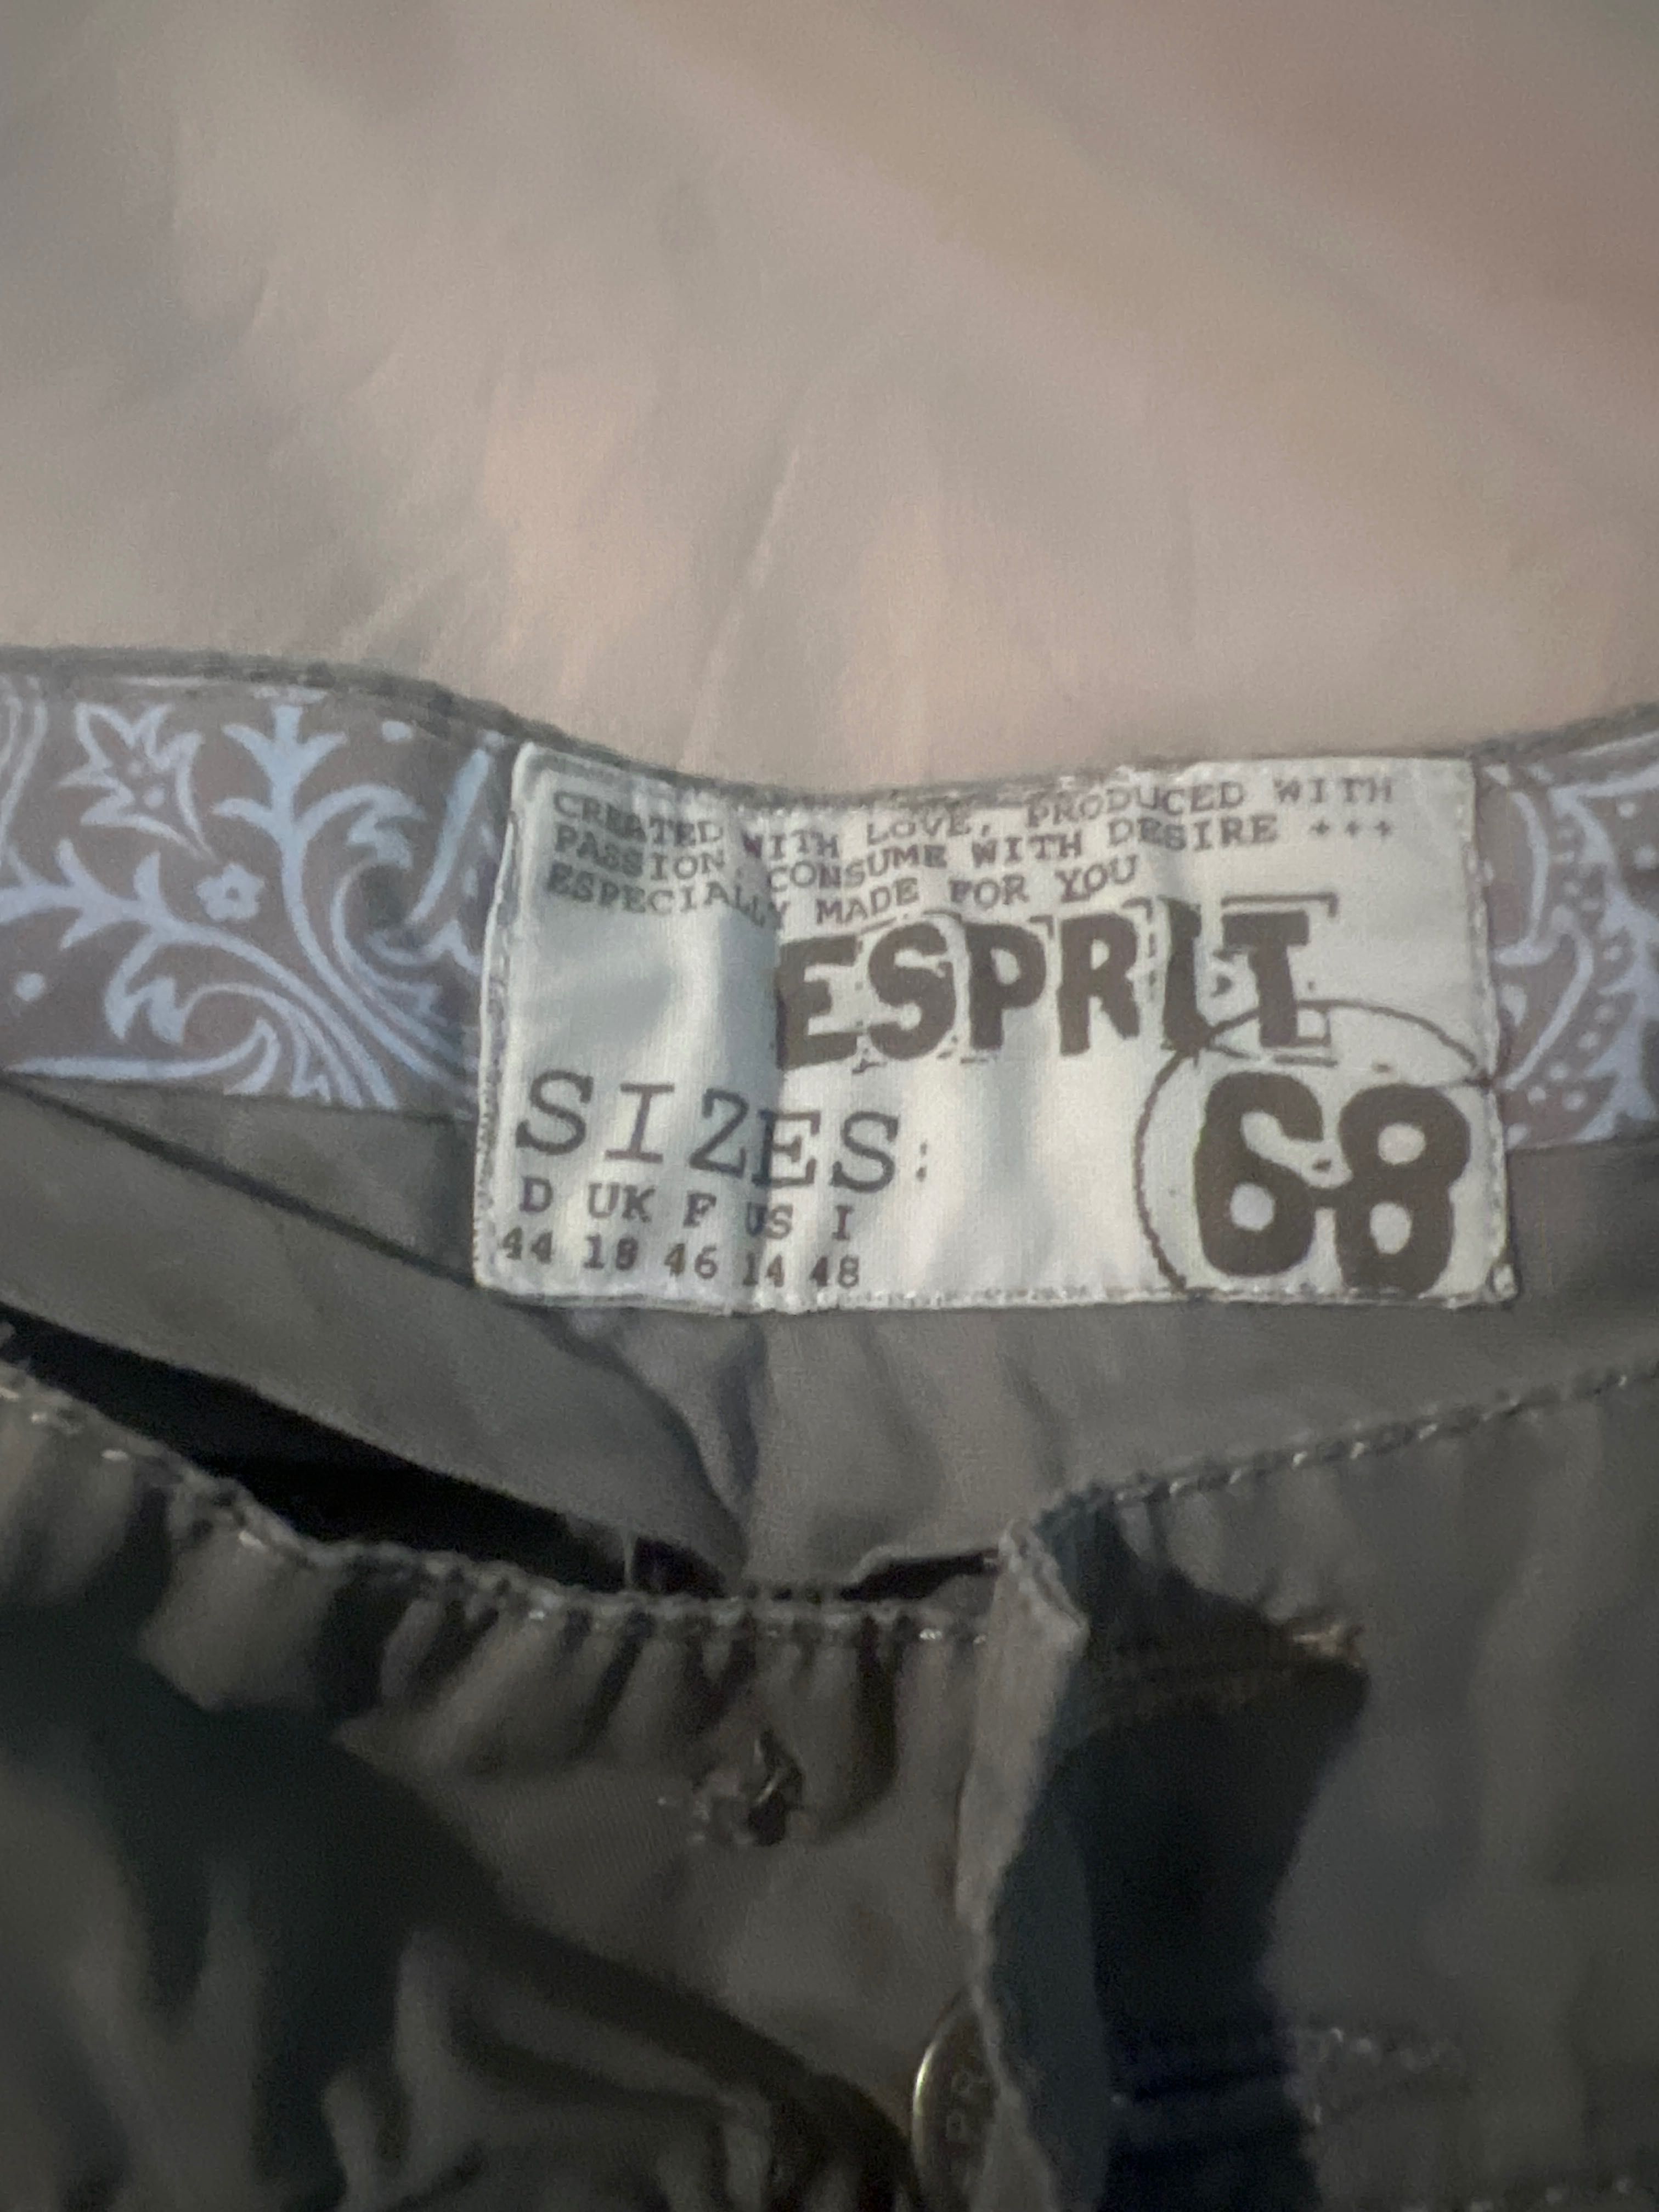 CREATED WITH LOVE, PRODUCED WITH
PASSION, CONSUME WITH DESIRE +++
ESPECIALLY MADE FOR YOU
ESPRIT
68
SIZES:
D UK F US I
44 18 46 14 48